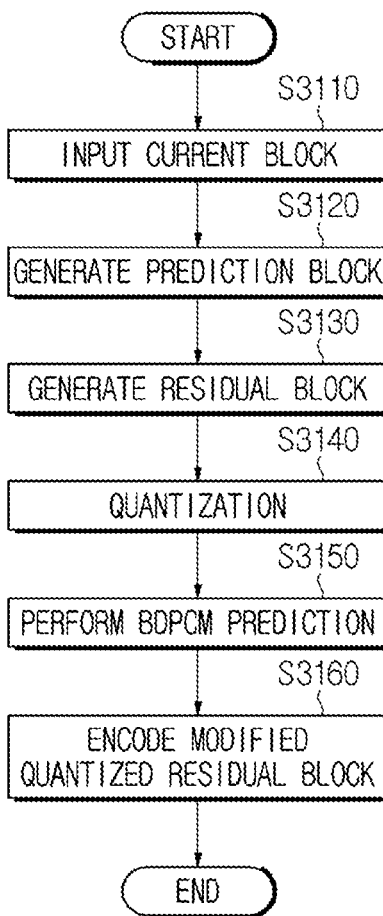 START
S3110
INPUT CURRENT BLOCK
S3120
GENERATE PREDICTION BLOCK
S3130
GENERATE RESIDUAL BLOCK
S3140
QUANTIZATION
S3150
PERFORM BDPCM PREDICTION
S3160
ENCODE MODIFIED
QUANTIZED RESIDUAL BLOCK
END